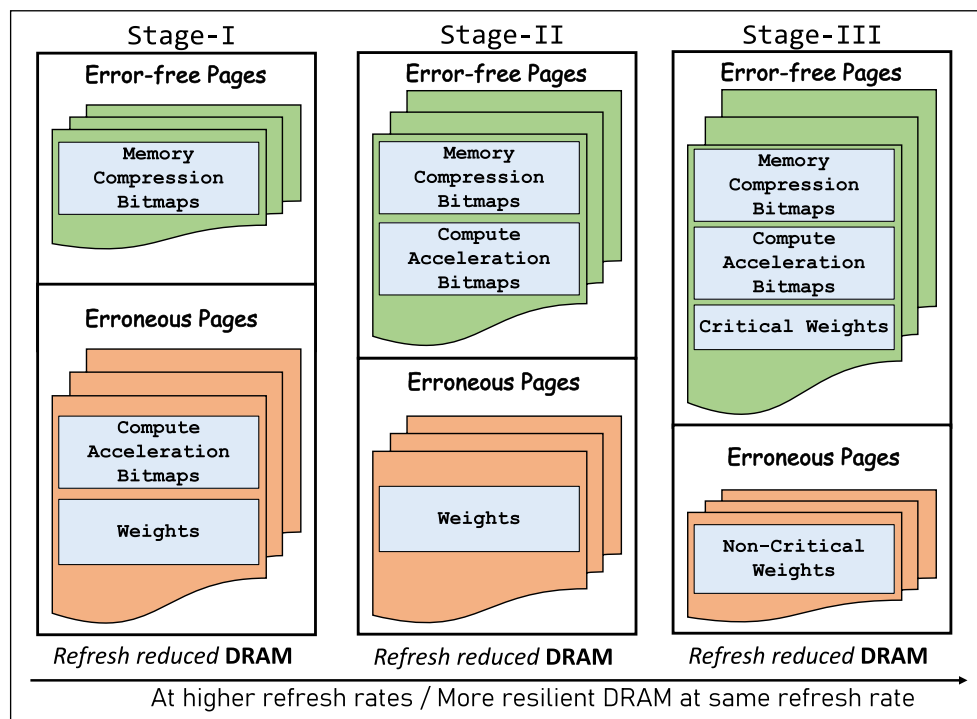 Stage-I
Error-free Pages
Memory
Compression
Bitmaps
Erroneous Pages
Compute
Acceleration
Bitmaps
Weights
Refresh reduced DRAM
Stage-II
Error-free Pages
Memory
Compression
Bitmaps
Compute
Acceleration
Bitmaps
Erroneous Pages
Weights
Refresh reduced DRAM
Stage-III
Error-free Pages
Memory
Compression
Bitmaps
Compute
Acceleration
Bitmaps
Critical Weights
Erroneous Pages
Non-Critical
Weights
Refresh reduced DRAM
At higher refresh rates / More resilient DRAM at same refresh rate